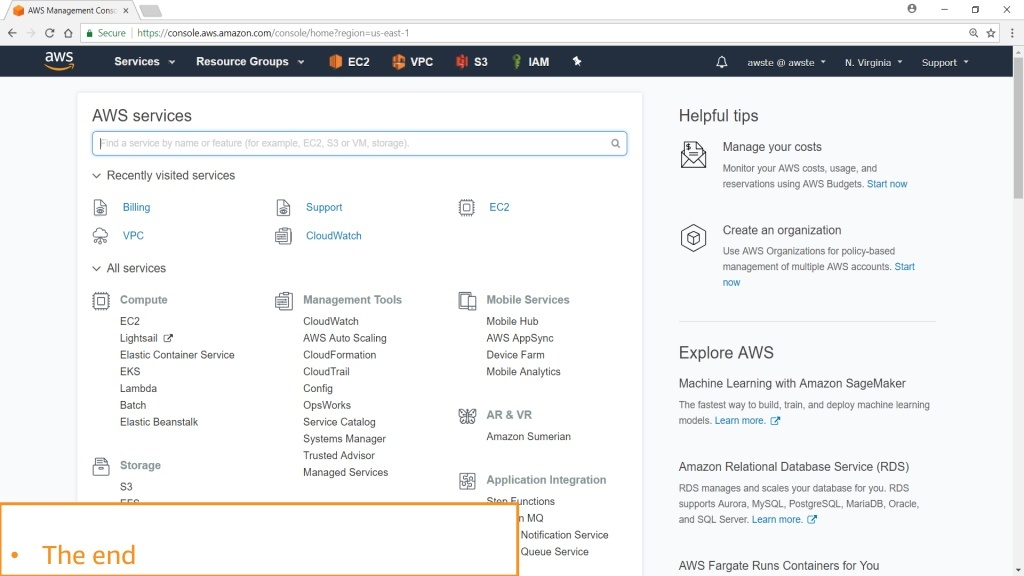 AWS Management Conso
Secure
https://console.aws.amazon.com/console/home?region=us-east-1
aws
Services
Resource Groups
EC2
VPC
S3
IAM
awste @ awste
N. Virginia
Support
AWS services
Find a service by name or feature (for example, EC2, S3 or VM, storage).
Recently visited services
Billing
Support
EC2
VPC
CloudWatch
All services
Compute
EC2
Lightsail
Elastic Container Service
EKS
Lambda
Batch
Elastic Beanstalk
Storage
S3
Management Tools
CloudWatch
AWS Auto Scaling
CloudFormation
CloudTrail
Config
OpsWorks
Service Catalog
Systems Manager
Trusted Advisor
Managed Services
Mobile Services
Mobile Hub
AWS AppSync
Device Farm
Mobile Analytics
AR & VR
Amazon Sumerian
Application Integration
Step Functions
MQ
Notification Service
Queue Service
Helpful tips
Manage your costs
Monitor your AWS costs, usage, and
reservations using AWS Budgets. Start now
Create an organization
Use AWS Organizations for policy-based
management of multiple AWS accounts. Start
now
Explore AWS
Machine Learning with Amazon SageMaker
The fastest way to build, train, and deploy machine learning
models. Learn more.
Amazon Relational Database Service (RDS)
RDS manages and scales your database for you. RDS
supports Aurora, MySQL, PostgreSQL, MariaDB, Oracle,
and SQL Server. Learn more.
AWS Fargate Runs Containers for You
• The end